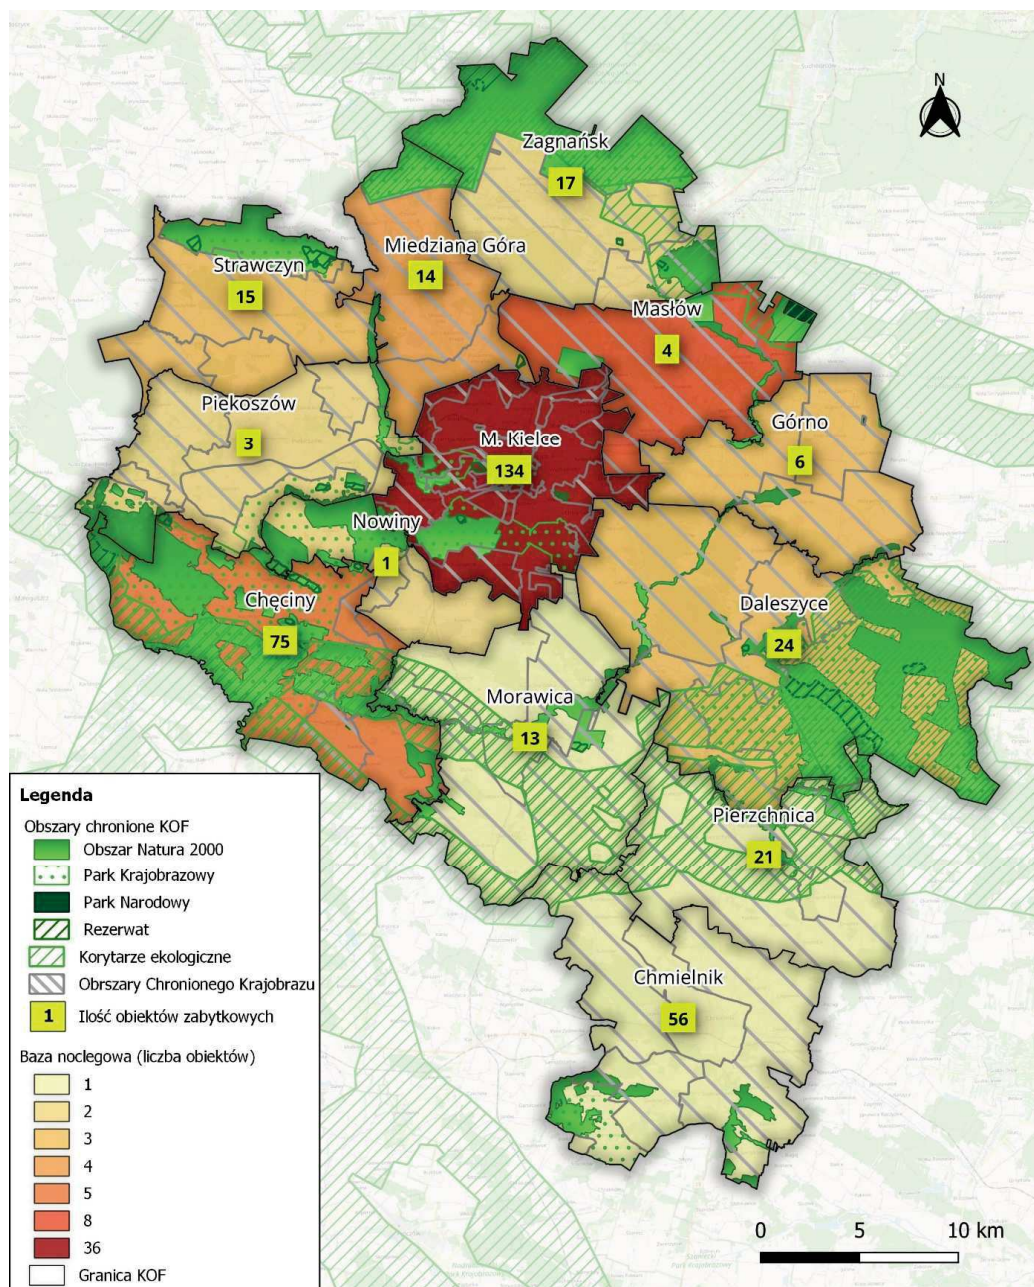 N
Zagnańsk
17
Miedziana Góra
14
Strawczyn
15
Masłów
4
Piekoszów
3
Górno
6
M. Kielce
134
Nowiny
1
Chęciny
75
Daleszyce
24
Morawica
13
Pierzchnica
21
Chmielnik
56
Legenda
Obszary chronione KOF
Obszar Natura 2000
Park Krajobrazowy
Park Narodowy
Rezerwat
Korytarze ekologiczne
Obrszary Chronionego Krajobrazu
1 Ilość obiektów zabytkowych
Baza noclegowa (liczba obiektów)
1
2
3
4
5
8
36
Granica KOF
0 5 10 km